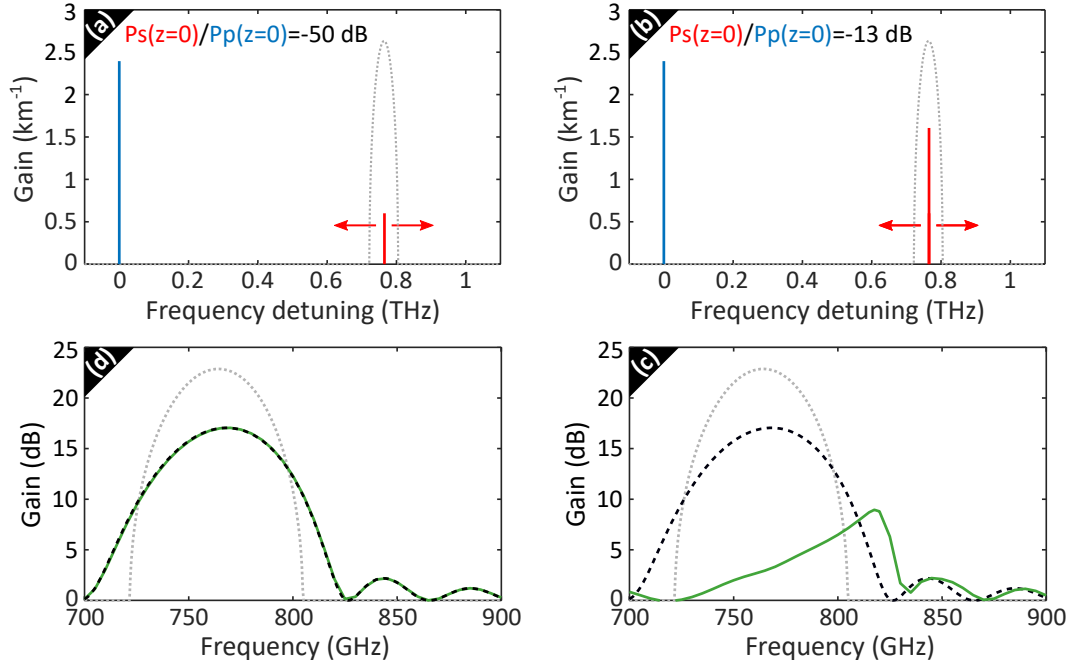 (a)
Ps(z=0)/Pp(z=0)=-50 dB
Gain (km-1)
3
2.5
2
1.5
1
0.5
0
0 0.2 0.4 0.6 0.8 1
Frequency detuning (THz)
(b)
Ps(z=0)/Pp(z=0)=-13 dB
Gain (km-1)
3
2.5
2
1.5
1
0.5
0
0 0.2 0.4 0.6 0.8 1
Frequency detuning (THz)
(d)
Gain (dB)
25
20
15
10
5
0
700 750 800 850 900
Frequency (GHz)
(c)
Gain (dB)
25
20
15
10
5
0
700 750 800 850 900
Frequency (GHz)